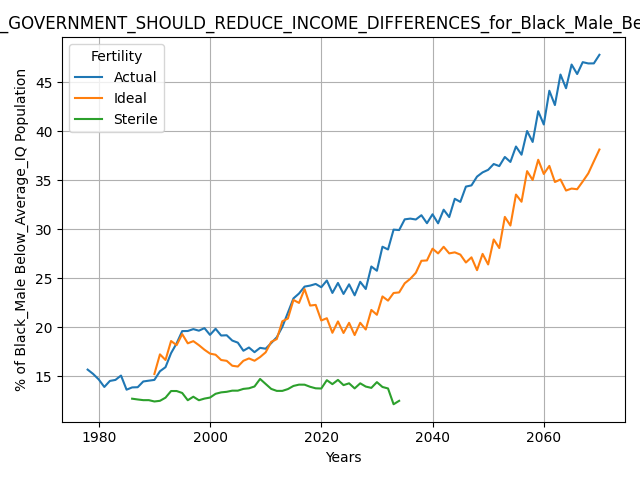 _GOVERNMENT_SHOULD_REDUCE_INCOME_DIFFERENCES_for_Black_Male_Be
Fertility
Actual
Ideal
Sterile
% of Black_Male Below_Average_IQ Population
45
40
35
30
25
20
15
1980
2000
2020
2040
2060
Years